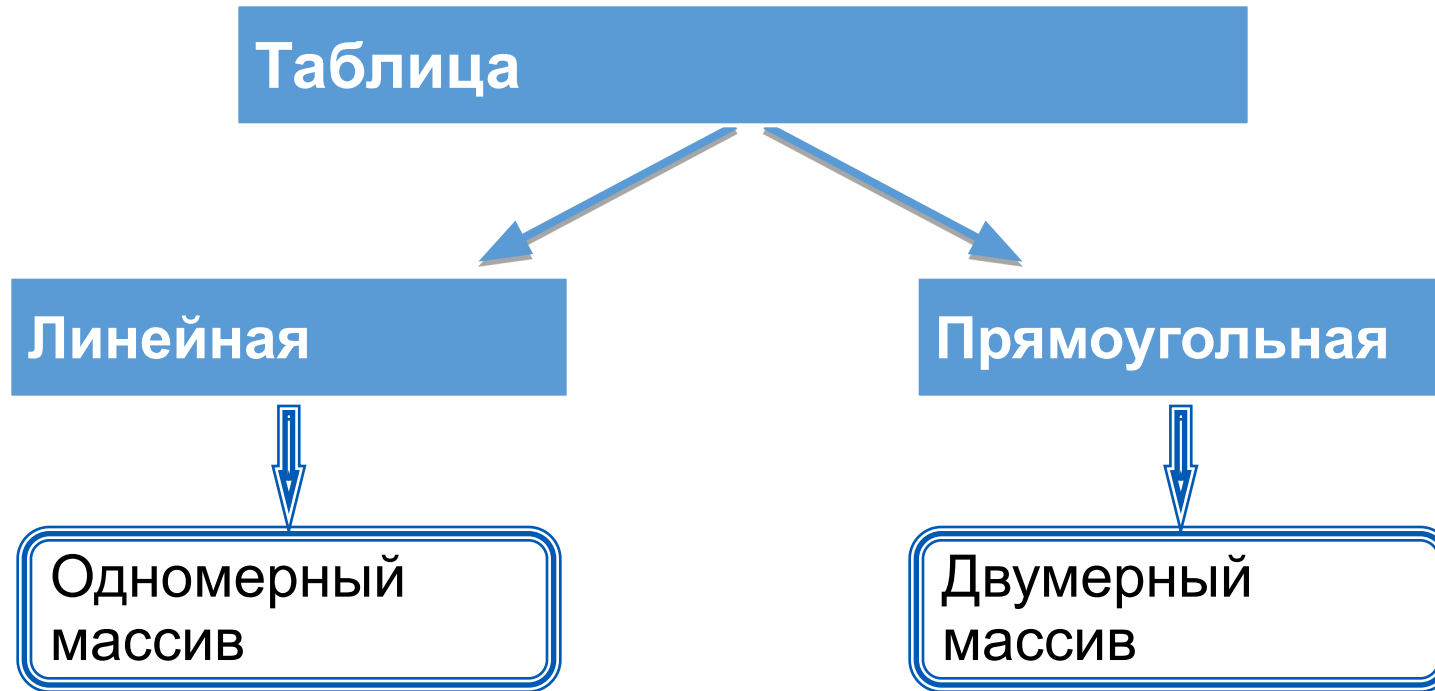 Таблица
Линейная
Прямоугольная
Одномерный
массив
Двумерный
массив